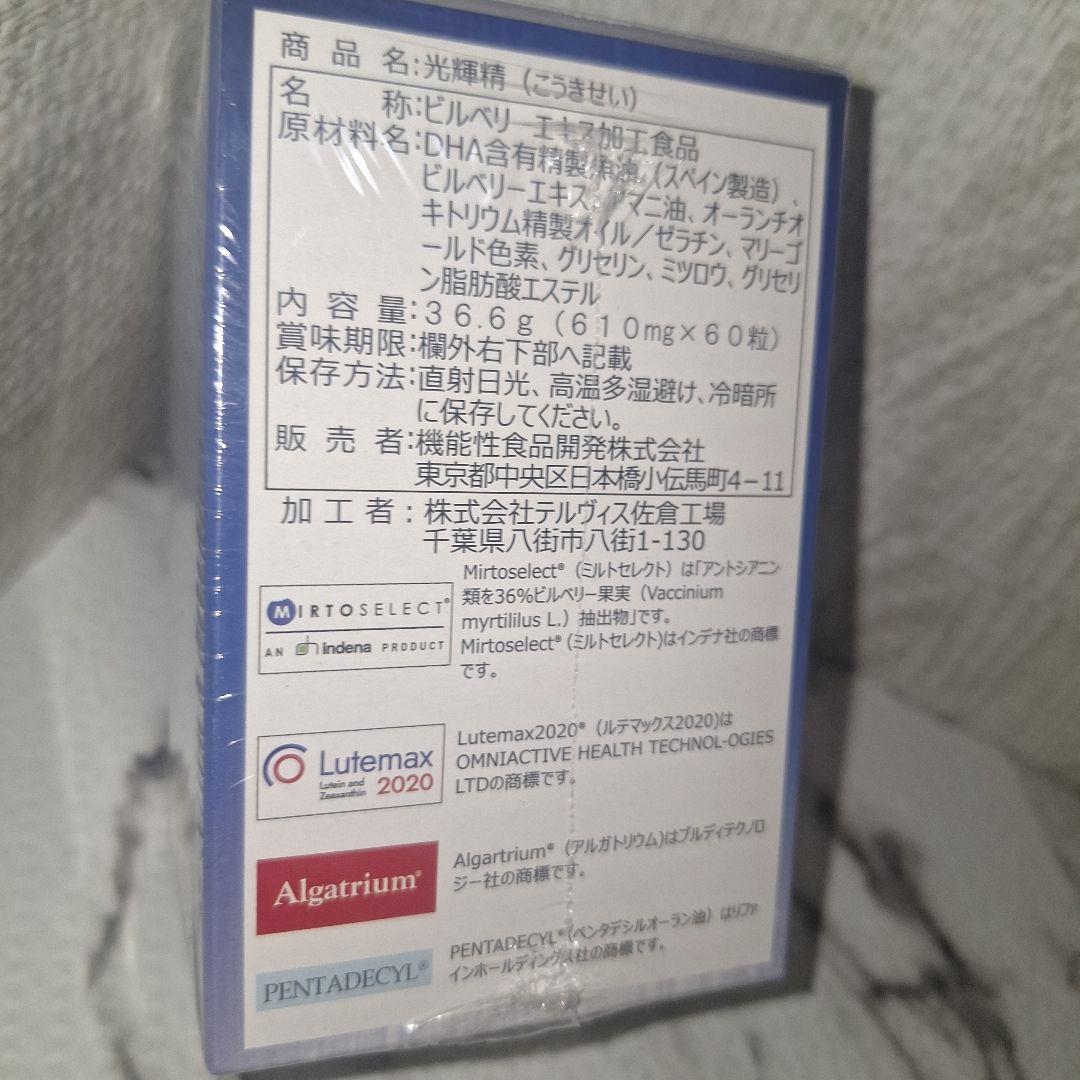 商品名:光輝精（こうきせい）
名称:ビルベリーエキス加工食品
原材料名:DHA含有精製魚油（スペイン製造）、
ビルベリーエキス、アマニ油、オーランチオ
キトリウム精製オイル／ゼラチン、マリーゴ
ールド色素、グリセリン、ミツロウ、グリセリ
ン脂肪酸エステル
内容量:３６.６ｇ（６１０mg×６０粒）
賞味期限:欄外右下部へ記載
保存方法:直射日光、高温多湿避け、冷暗所
に保存してください。
販売者:機能性食品開発株式会社
東京都中央区日本橋小伝馬町4－11
加工者:株式会社テルヴィス佐倉工場
千葉県八街市八街1-130
MIRTOSELECT®
AN indena PRODUCT
Mirtoselect®（ミルトセレクト）は「アントシアニン
類を36%ビルベリー果実（Vaccinium
myrtililus L.）抽出物」です。
Mirtoselect®（ミルトセレクト)はインデナ社の商標
です。
Lutemax
Lutein and
Zeaxanthin 2020
Lutemax2020®（ルテマックス2020)は
OMNIACTIVE HEALTH TECHNOL-OGIES
LTDの商標です。
Algatrium®
Algartrium®（アルガトリウム)はブルディテクノロ
ジー社の商標です。
PENTADECYL®
PENTADECYL®（ペンタデシルオーラン油）はリファ
インホールディングス社の商標です。